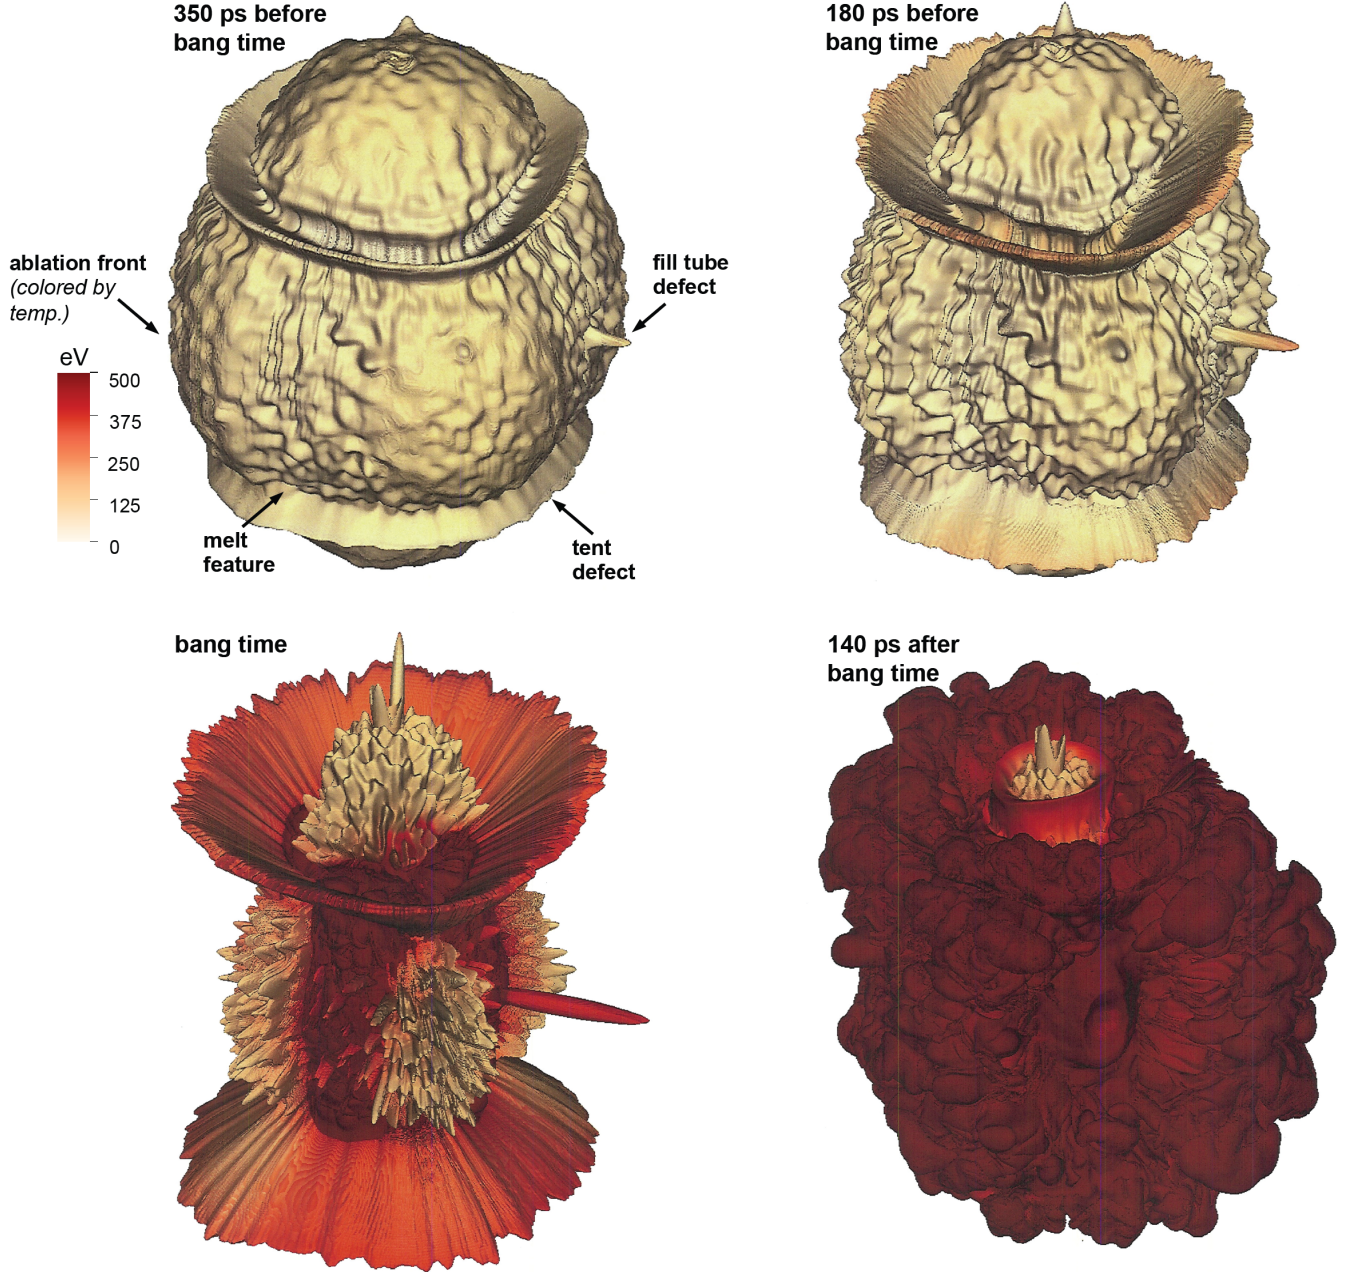 350 ps before
bang time
180 ps before
bang time
ablation front
(colored by
temp.)
fill tube
defect
eV
500
375
250
125
0
melt
feature
tent
defect
bang time
140 ps after
bang time